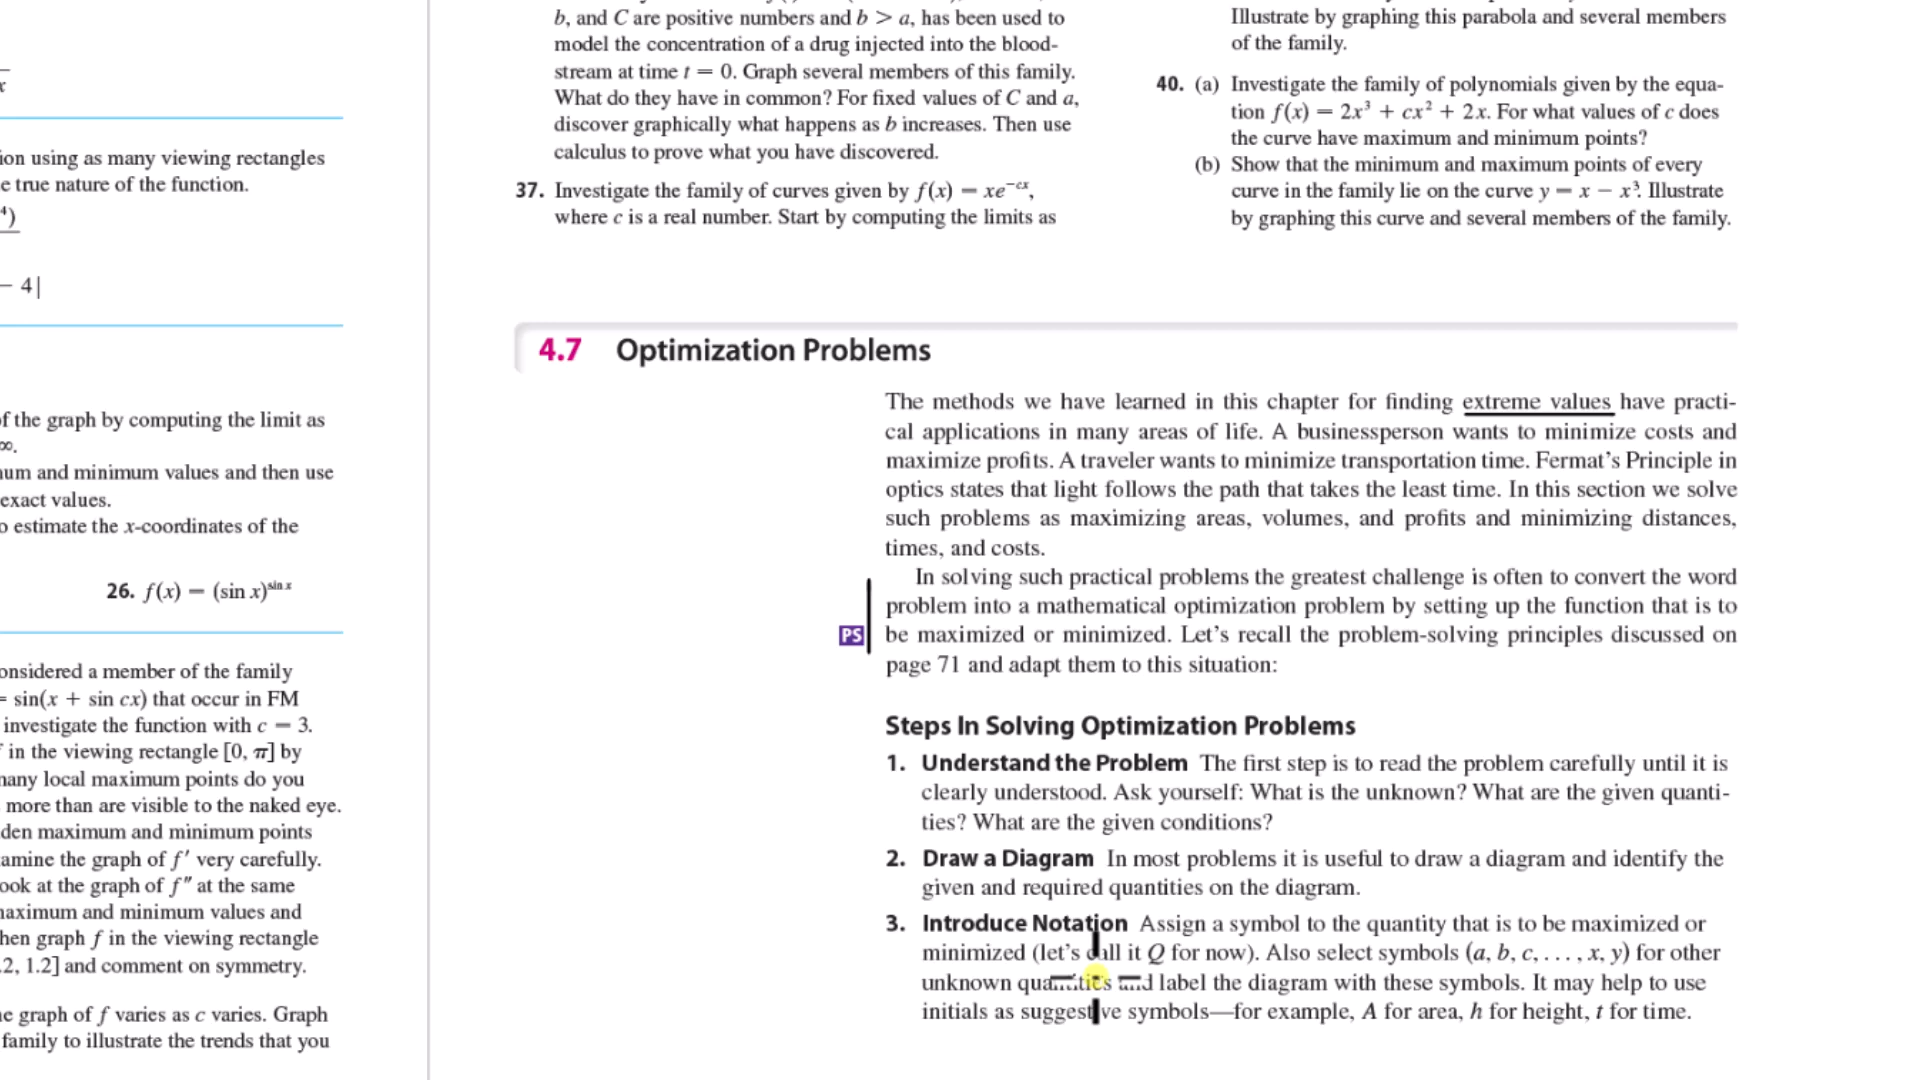 x
ion using as many viewing rectangles
e true nature of the function.
4)
− 4|
f the graph by computing the limit as
∞.
um and minimum values and then use
exact values.
o estimate the x-coordinates of the
26. f(x) = (sin x)^sin x
onsidered a member of the family
= sin(x + sin cx) that occur in FM
investigate the function with c = 3.
in the viewing rectangle [0, π] by
many local maximum points do you
more than are visible to the naked eye.
den maximum and minimum points
amine the graph of f′ very carefully.
ook at the graph of f″ at the same
maximum and minimum values and
hen graph f in the viewing rectangle
.2, 1.2] and comment on symmetry.
e graph of f varies as c varies. Graph
family to illustrate the trends that you
b, and C are positive numbers and b > a, has been used to
model the concentration of a drug injected into the blood-
stream at time t = 0. Graph several members of this family.
What do they have in common? For fixed values of C and a,
discover graphically what happens as b increases. Then use
calculus to prove what you have discovered.
37. Investigate the family of curves given by f(x) = xe^−cx,
where c is a real number. Start by computing the limits as
Illustrate by graphing this parabola and several members
of the family.
40. (a) Investigate the family of polynomials given by the equa-
tion f(x) = 2x³ + cx² + 2x. For what values of c does
the curve have maximum and minimum points?
(b) Show that the minimum and maximum points of every
curve in the family lie on the curve y = x − x³. Illustrate
by graphing this curve and several members of the family.
4.7 Optimization Problems
The methods we have learned in this chapter for finding extreme values have practi-
cal applications in many areas of life. A businessperson wants to minimize costs and
maximize profits. A traveler wants to minimize transportation time. Fermat's Principle in
optics states that light follows the path that takes the least time. In this section we solve
such problems as maximizing areas, volumes, and profits and minimizing distances,
times, and costs.
In solving such practical problems the greatest challenge is often to convert the word
problem into a mathematical optimization problem by setting up the function that is to
PS be maximized or minimized. Let's recall the problem-solving principles discussed on
page 71 and adapt them to this situation:
Steps In Solving Optimization Problems
1. Understand the Problem The first step is to read the problem carefully until it is
clearly understood. Ask yourself: What is the unknown? What are the given quanti-
ties? What are the given conditions?
2. Draw a Diagram In most problems it is useful to draw a diagram and identify the
given and required quantities on the diagram.
3. Introduce Notation Assign a symbol to the quantity that is to be maximized or
minimized (let's call it Q for now). Also select symbols (a, b, c, . . . , x, y) for other
unknown quantities and label the diagram with these symbols. It may help to use
initials as suggestive symbols—for example, A for area, h for height, t for time.